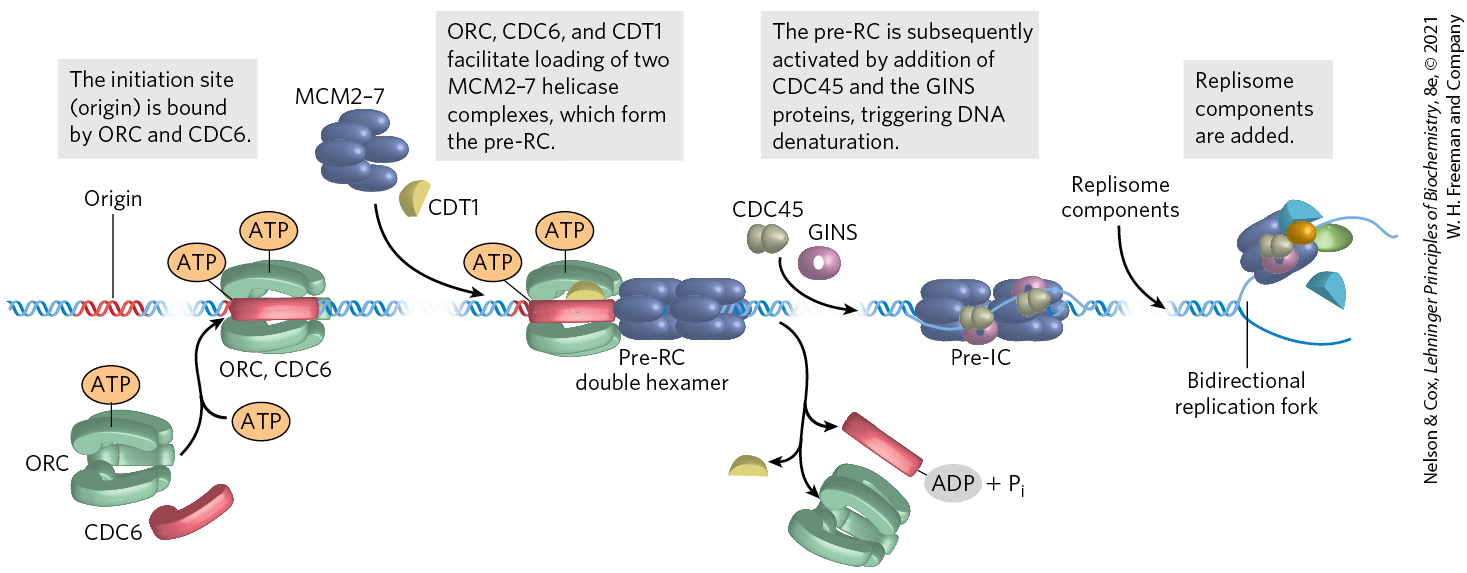 The initiation site
(origin) is bound
by ORC and CDC6.
ORC, CDC6, and CDT1
facilitate loading of two
MCM2–7 helicase
complexes, which form
the pre-RC.
The pre-RC is subsequently
activated by addition of
CDC45 and the GINS
proteins, triggering DNA
denaturation.
Replisome
components
are added.
MCM2–7
CDT1
Origin
ATP
ATP
ORC, CDC6
ATP
ATP
ORC
CDC6
ATP
ATP
Pre-RC
double hexamer
CDC45
GINS
Pre-IC
ADP + Pi
Replisome
components
Bidirectional
replication fork
Nelson & Cox, Lehninger Principles of Biochemistry, 8e, © 2021
W. H. Freeman and Company